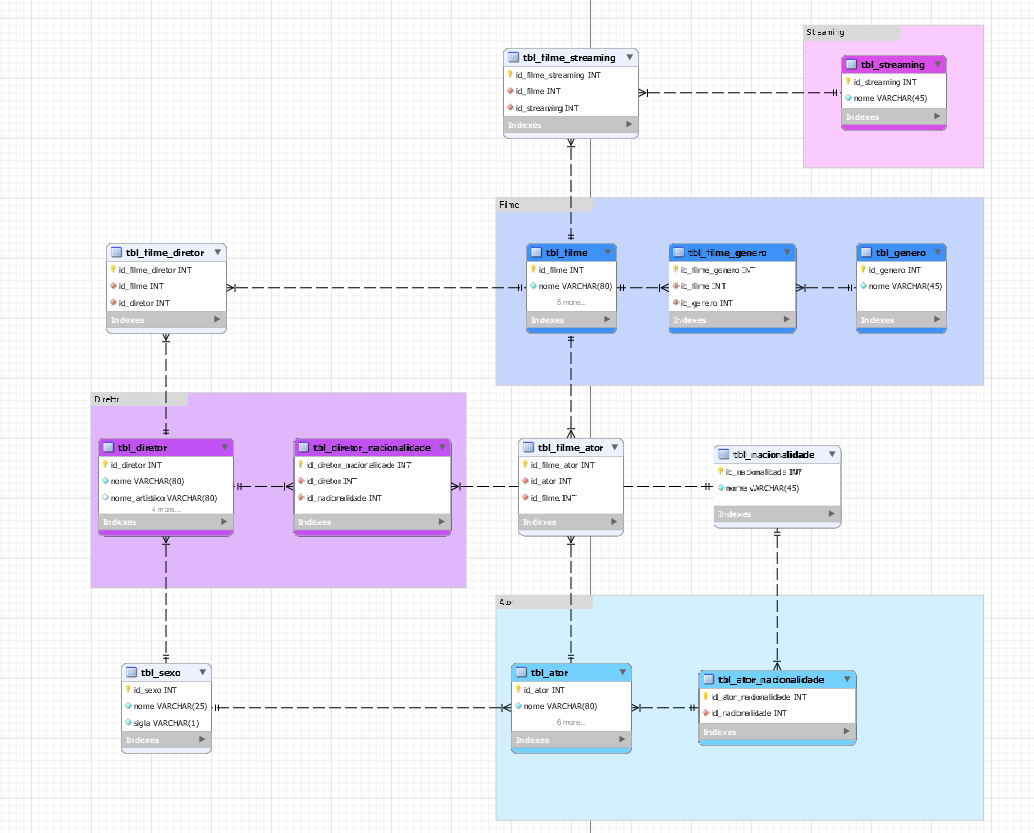 Streaming
tbl_filme_streaming
id_filme_streaming INT
id_filme INT
id_streaming INT
Indexes
tbl_streaming
id_streaming INT
nome VARCHAR(45)
Indexes
Filme
tbl_filme_diretor
id_filme_diretor INT
id_filme INT
id_diretor INT
Indexes
tbl_filme
id_filme INT
nome VARCHAR(80)
5 more...
Indexes
tbl_filme_genero
id_filme_genero INT
id_filme INT
id_genero INT
Indexes
tbl_genero
id_genero INT
nome VARCHAR(45)
Indexes
Diretor
tbl_diretor
id_diretor INT
nome VARCHAR(80)
nome_artistico VARCHAR(80)
4 more...
Indexes
tbl_diretor_nacionalidade
id_diretor_nacionalidade INT
id_diretor INT
id_nacionalidade INT
Indexes
tbl_filme_ator
id_filme_ator INT
id_ator INT
id_filme INT
Indexes
tbl_nacionalidade
id_nacionalidade INT
nome VARCHAR(45)
Indexes
Ator
tbl_sexo
id_sexo INT
nome VARCHAR(25)
sigla VARCHAR(1)
Indexes
tbl_ator
id_ator INT
nome VARCHAR(80)
6 more...
Indexes
tbl_ator_nacionalidade
id_ator_nacionalidade INT
id_nacionalidade INT
Indexes